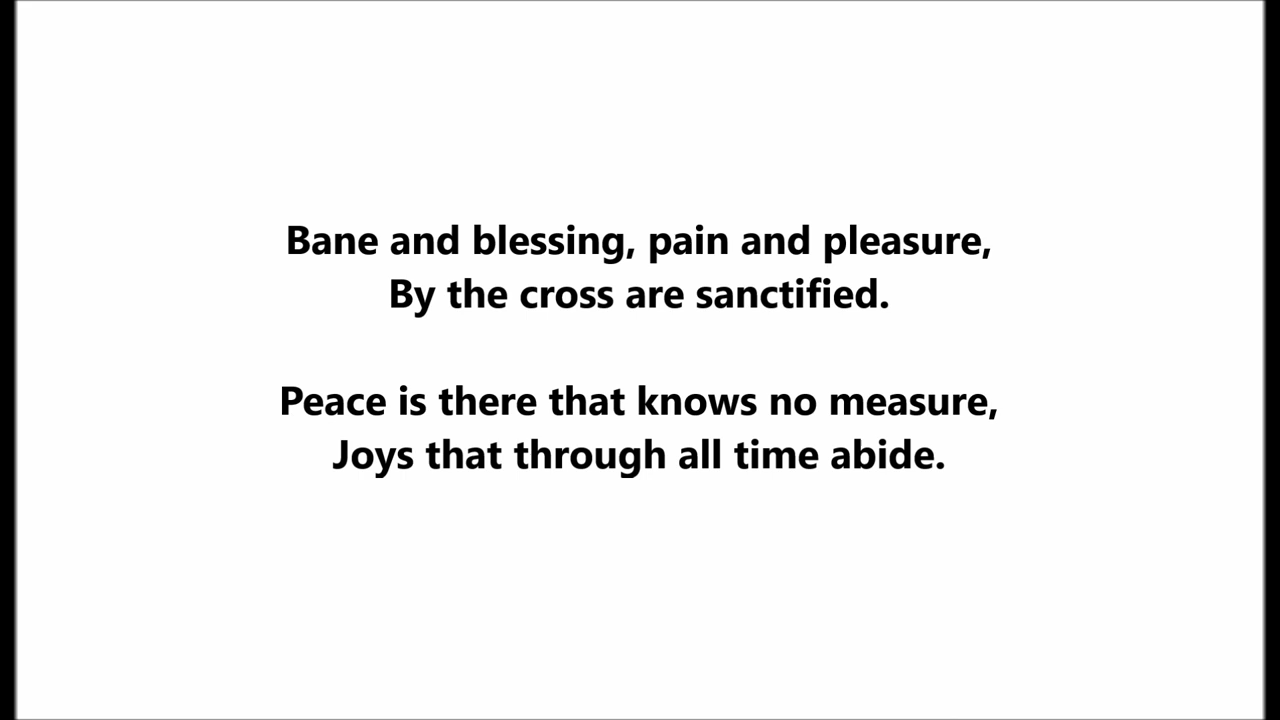 Bane and blessing, pain and pleasure,
By the cross are sanctified.
Peace is there that knows no measure,
Joys that through all time abide.